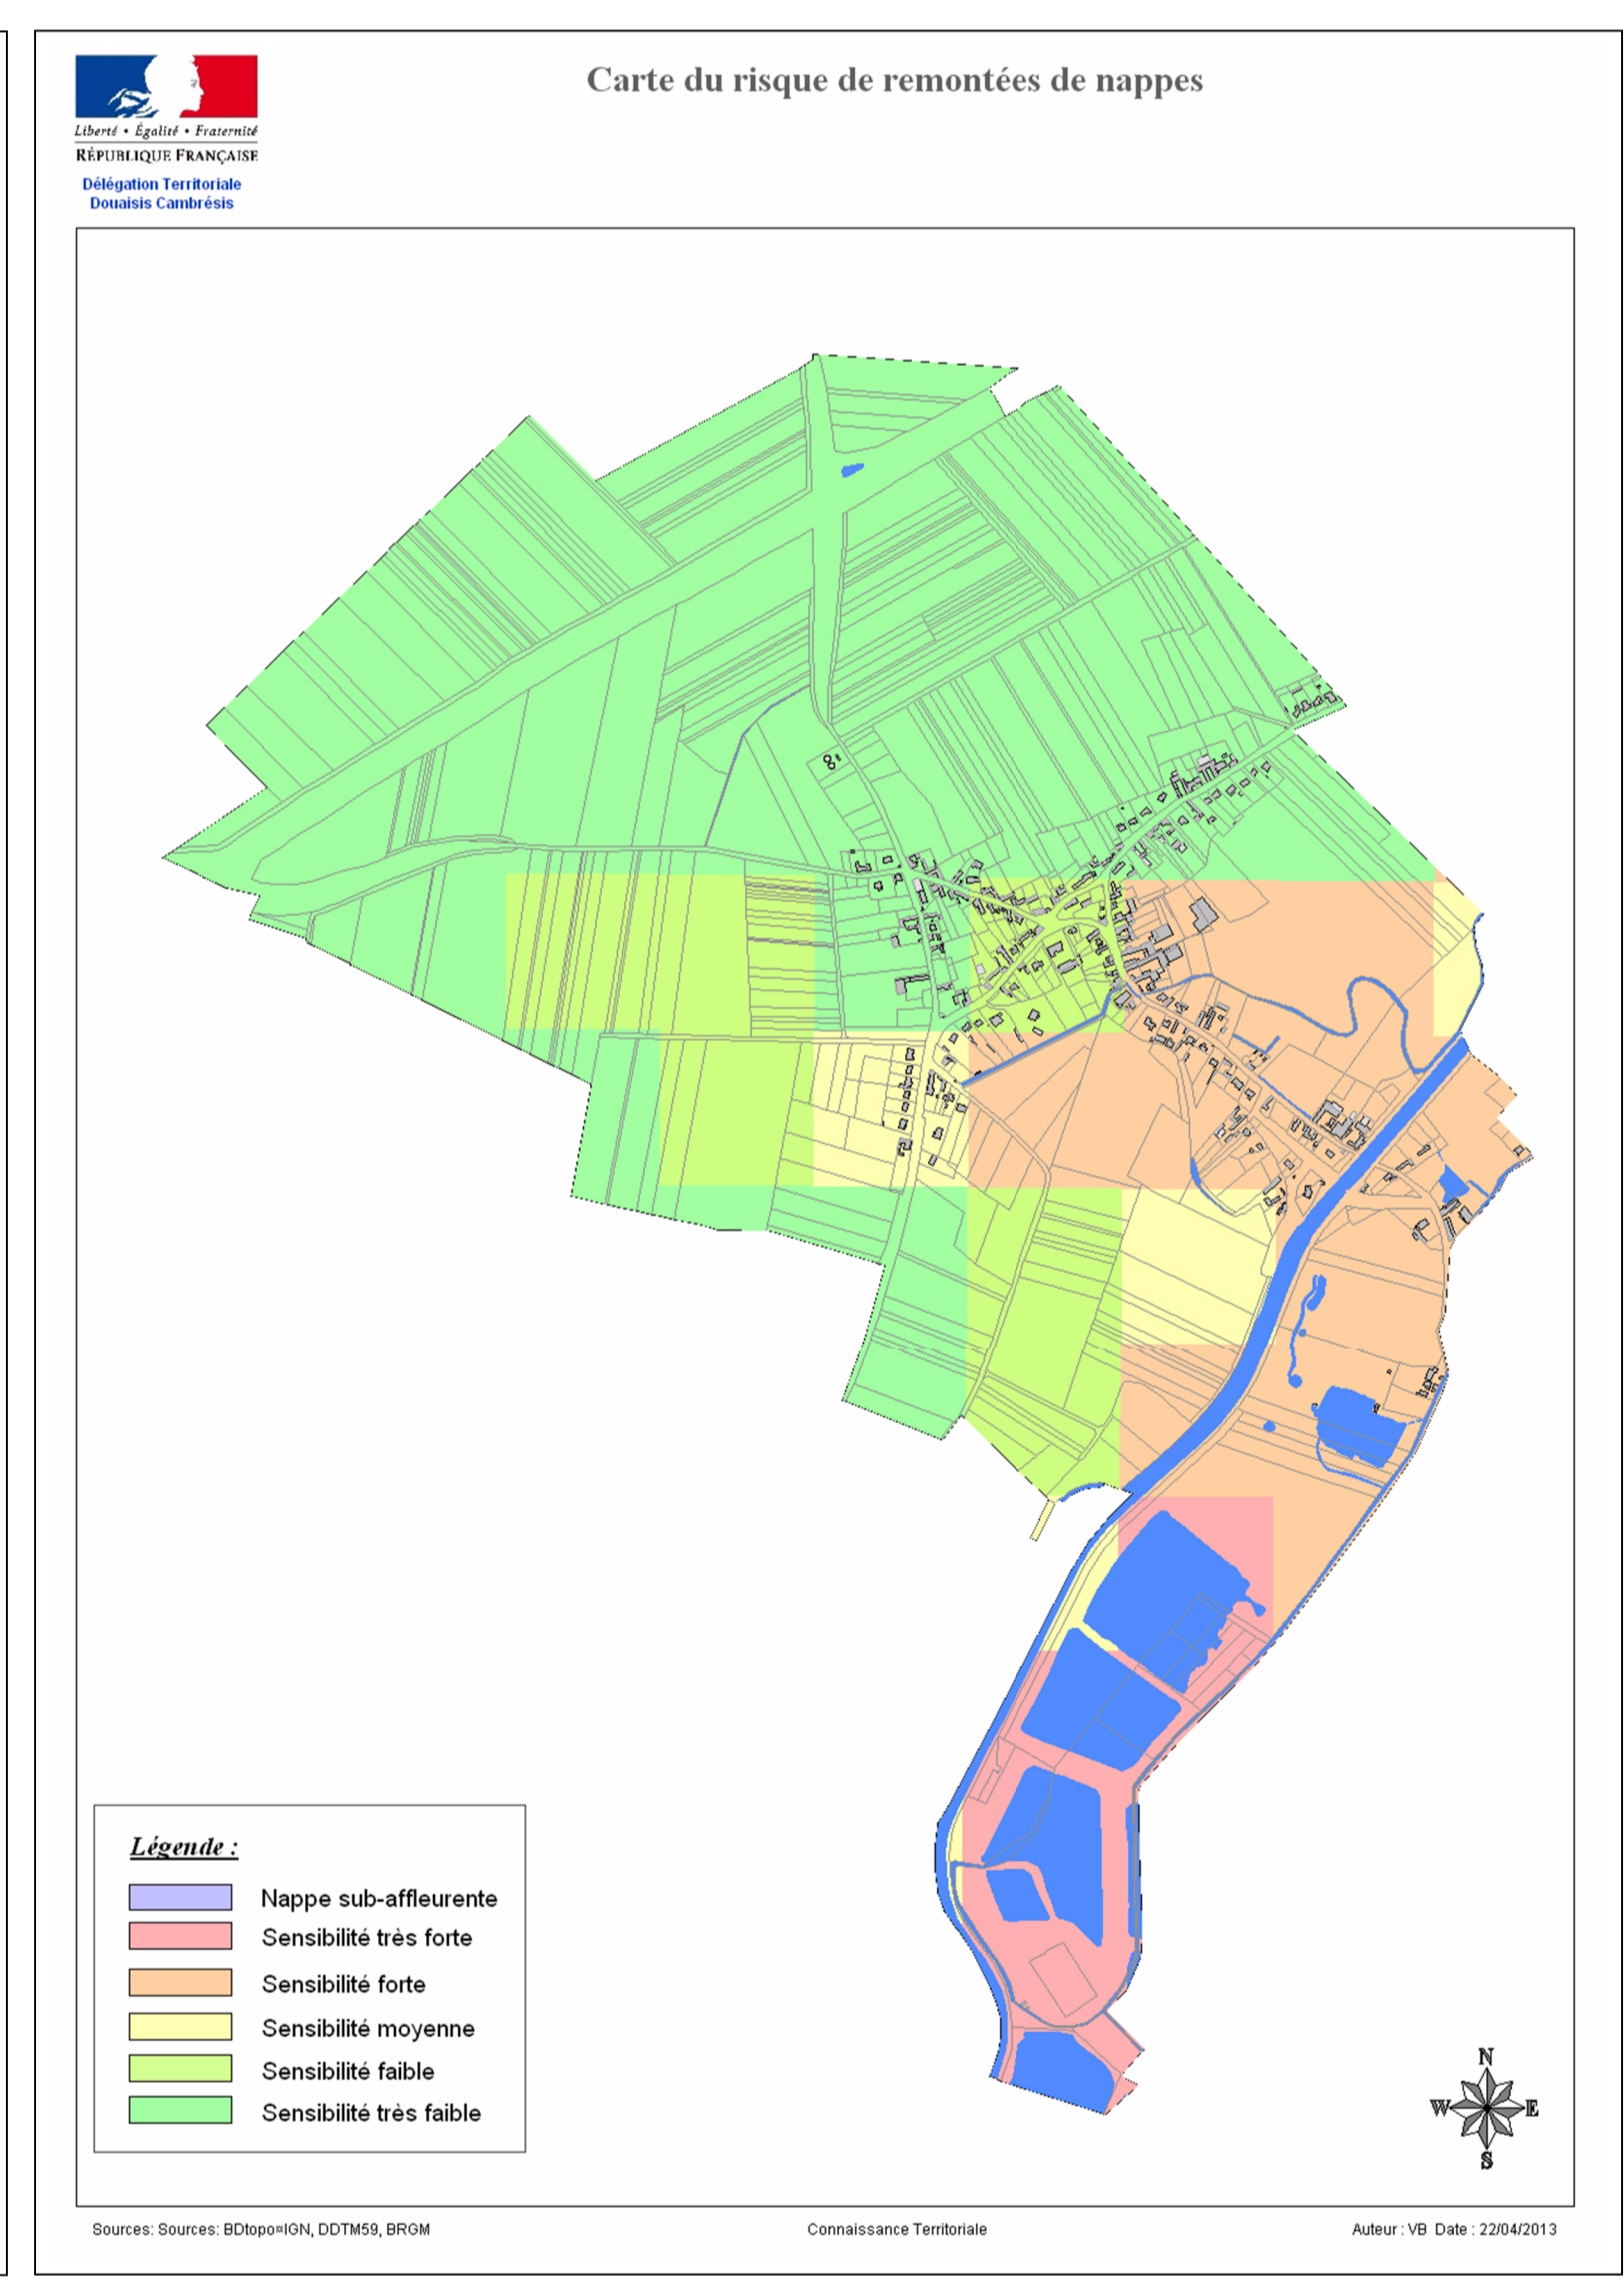 Carte du risque de remontées de nappes
Liberté • Égalité • Fraternité
RÉPUBLIQUE FRANÇAISE
Délégation Territoriale
Douaisis Cambrésis
Légende :
Nappe sub-affleurente
Sensibilité très forte
Sensibilité forte
Sensibilité moyenne
Sensibilité faible
Sensibilité très faible
N
W
E
S
Sources: Sources: BDtopo¤IGN, DDTM59, BRGM
Connaissance Territoriale
Auteur : VB Date : 22/04/2013